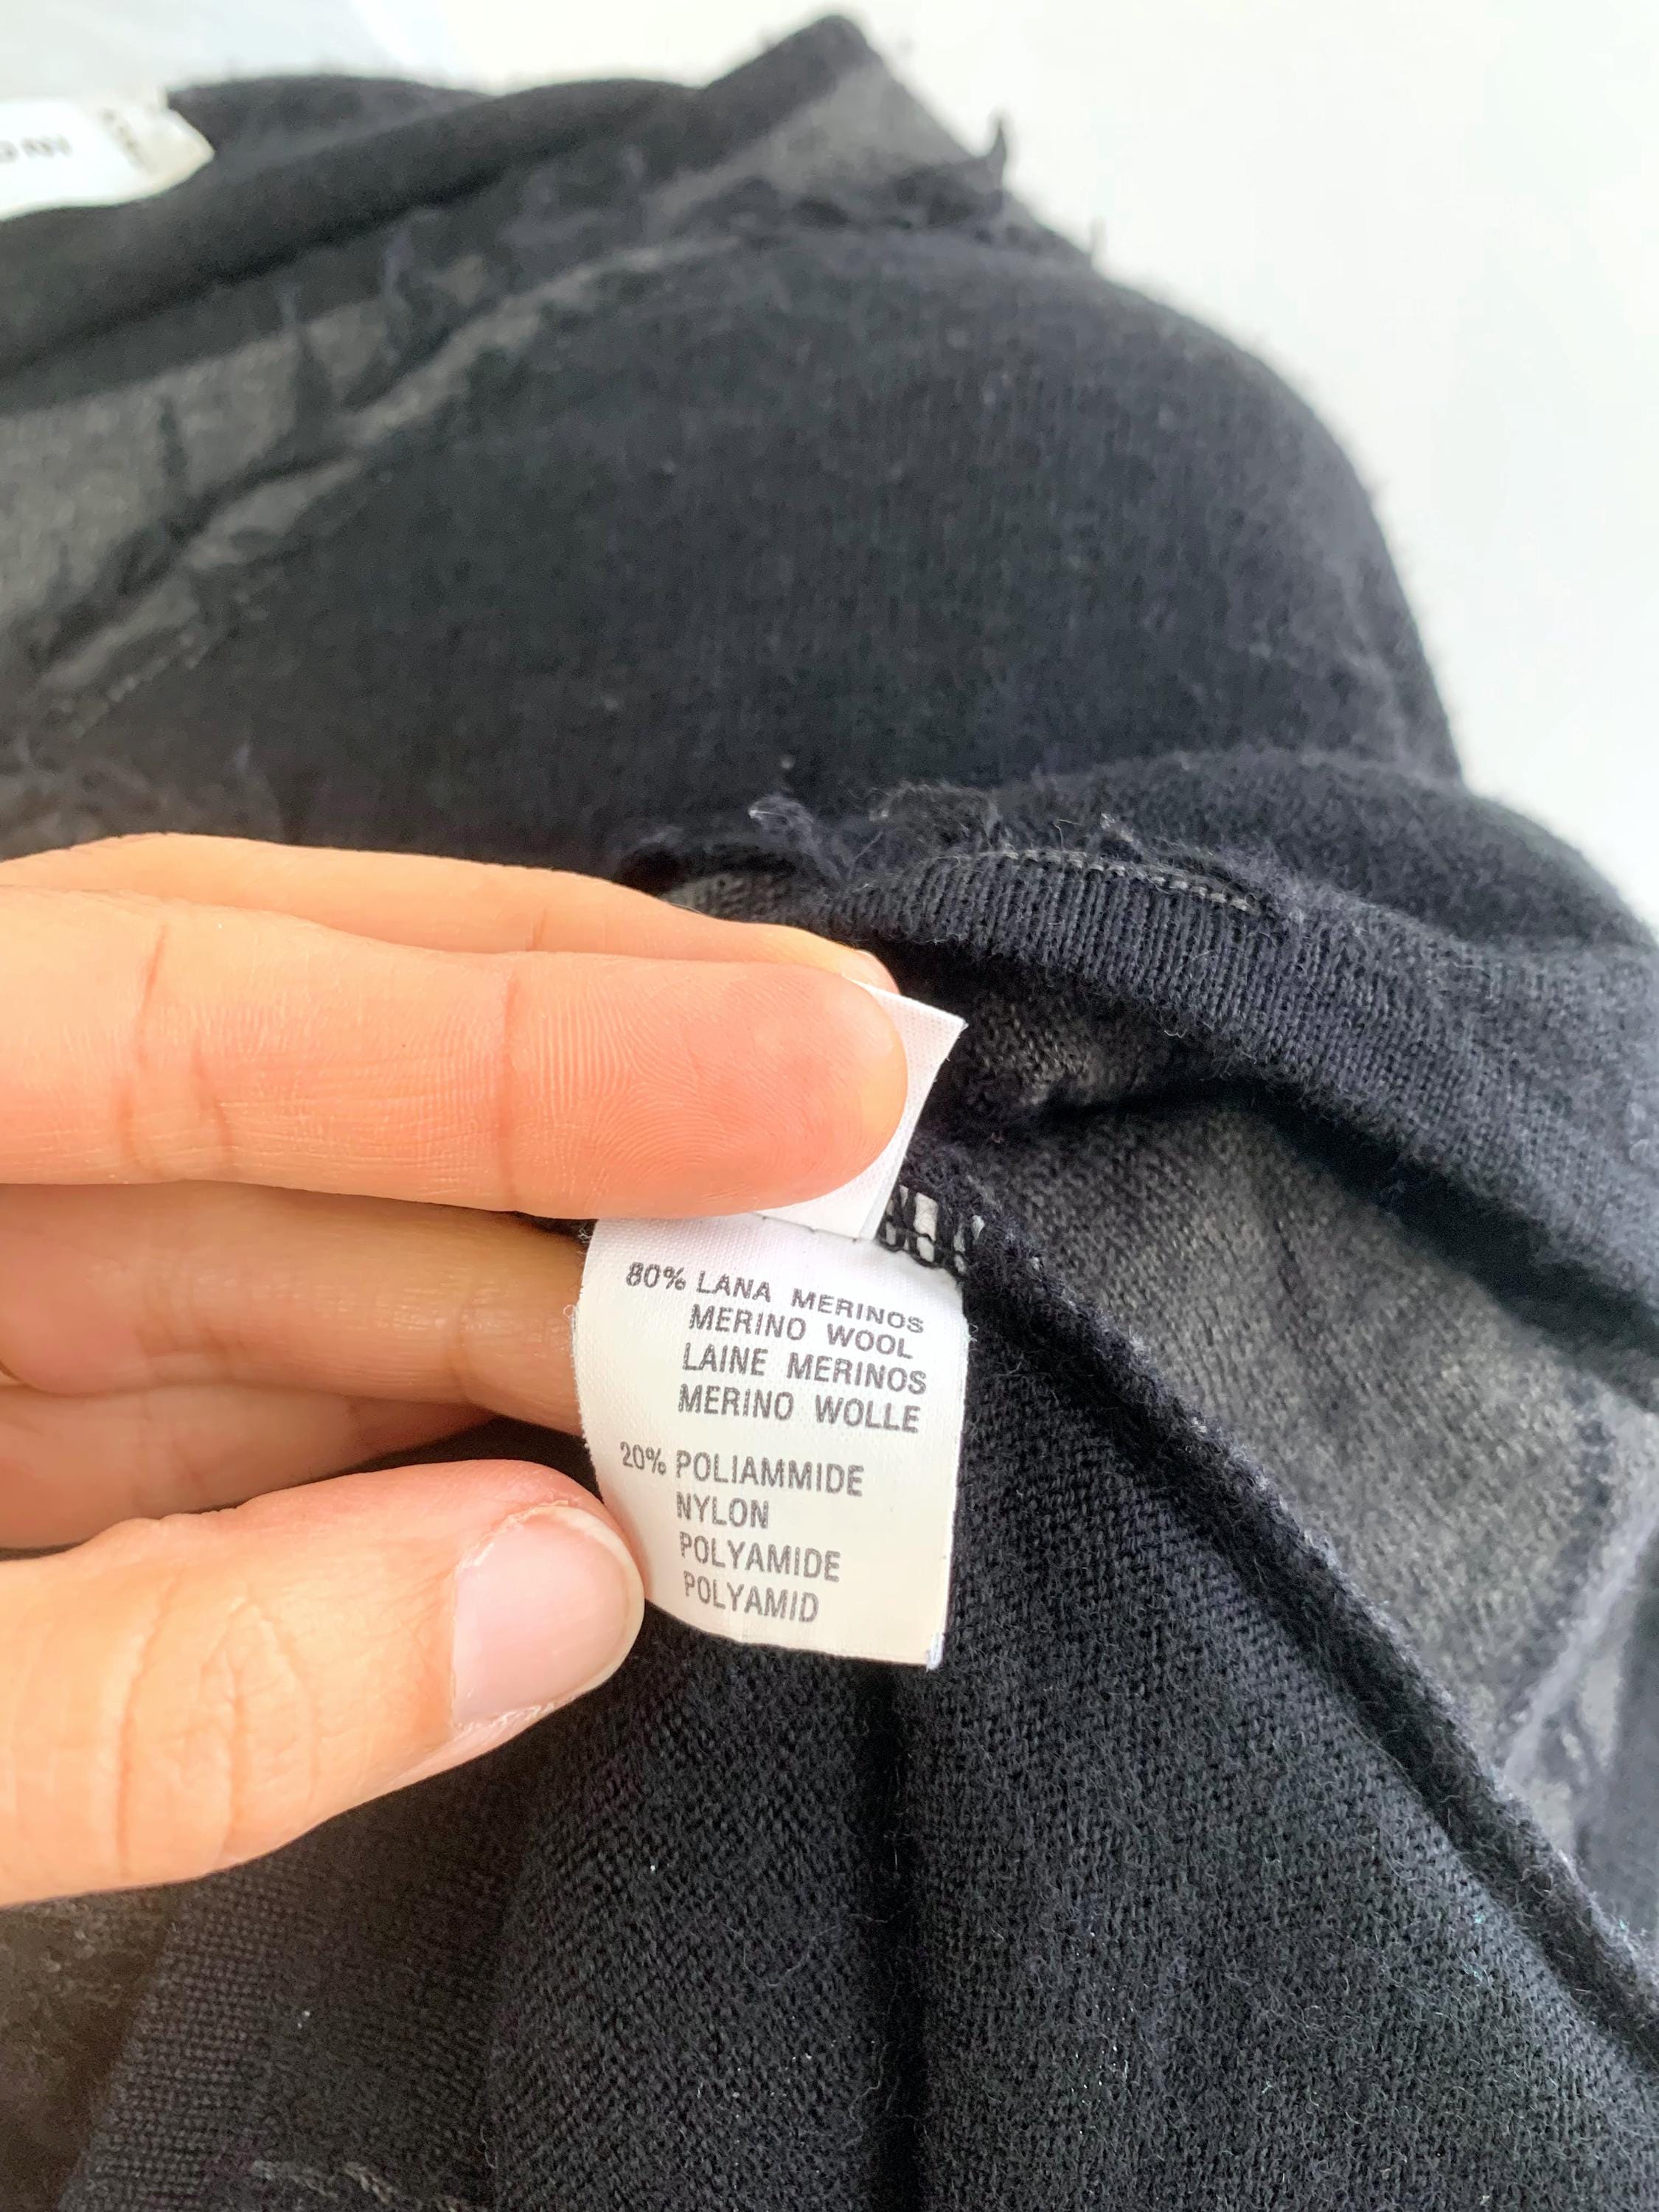 80% LANA MERINOS
MERINO WOOL
LAINE MERINOS
MERINO WOLLE
20% POLIAMMIDE
NYLON
POLYAMIDE
POLYAMID